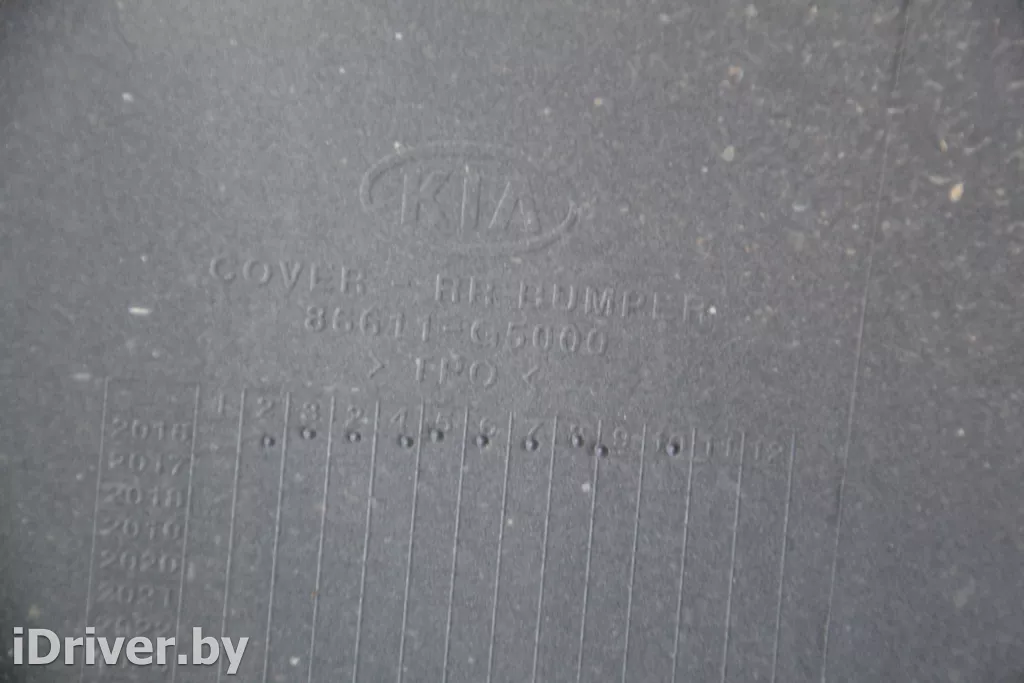 KIA
COVER - RR BUMPER
86611-G5000
> TPO <
1 2 3 2 4 5 6 7 8 9 10 11 12
2016
2017
2018
2019
2020
2021
iDriver.by